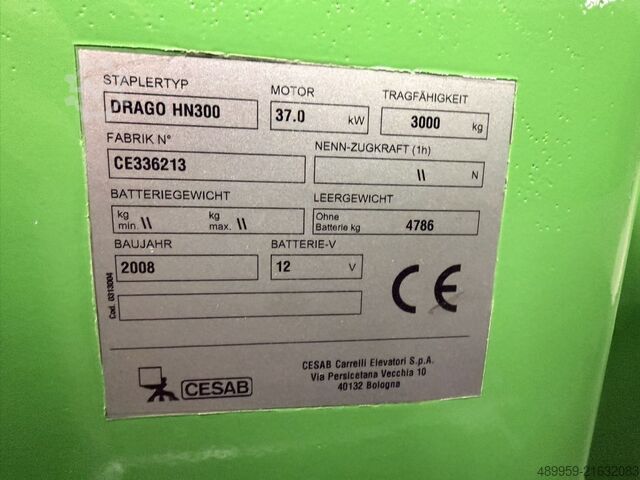 STAPLERTYP MOTOR TRAGFÄHIGKEIT
DRAGO HN300 37.0 kW 3000 kg
FABRIK N° NENN-ZUGKRAFT (1h)
CE336213 \\ N
BATTERIEGEWICHT LEERGEWICHT
kg min. \\ kg max. \\ Ohne Batterie kg 4786
BAUJAHR BATTERIE-V
2008 12 V
CE
Cod. 0313004
CESAB
CESAB Carrelli Elevatori S.p.A.
Via Persicetana Vecchia 10
40132 Bologna
489959-21632083